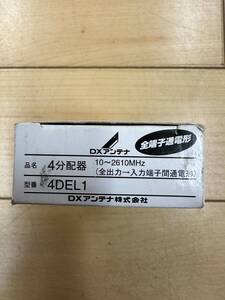 DXアンテナ
全端子通電形
品名 4分配器 10～2610MHz
(全出力→入力端子間通電形)
型番 4DEL1
DXアンテナ株式会社